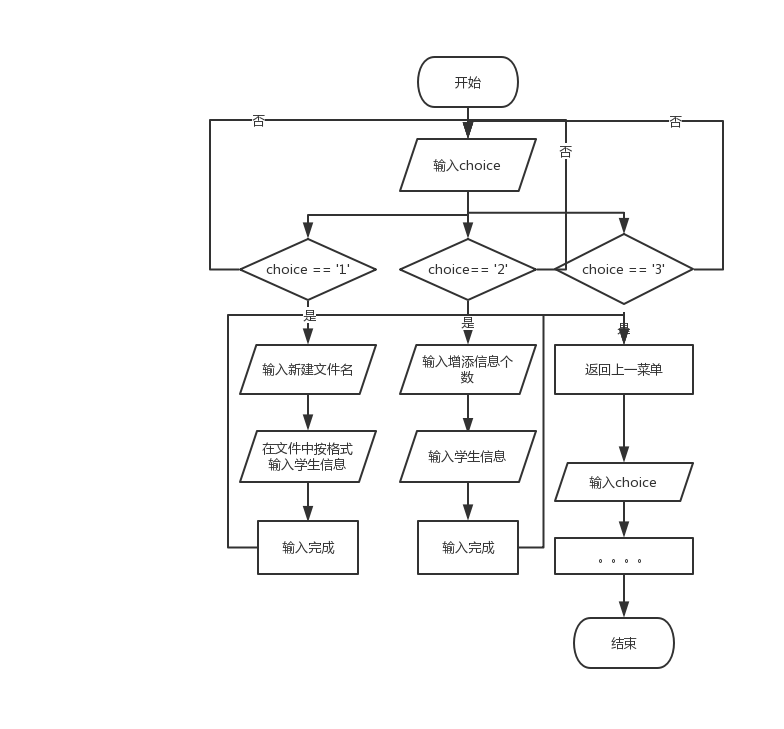 开始
否
否
输入choice
否
choice == '1'
choice== '2'
choice == '3'
是
是
是
输入新建文件名
输入增添信息个
数
返回上一菜单
在文件中按格式
输入学生信息
输入学生信息
输入choice
输入完成
输入完成
。。。。
结束